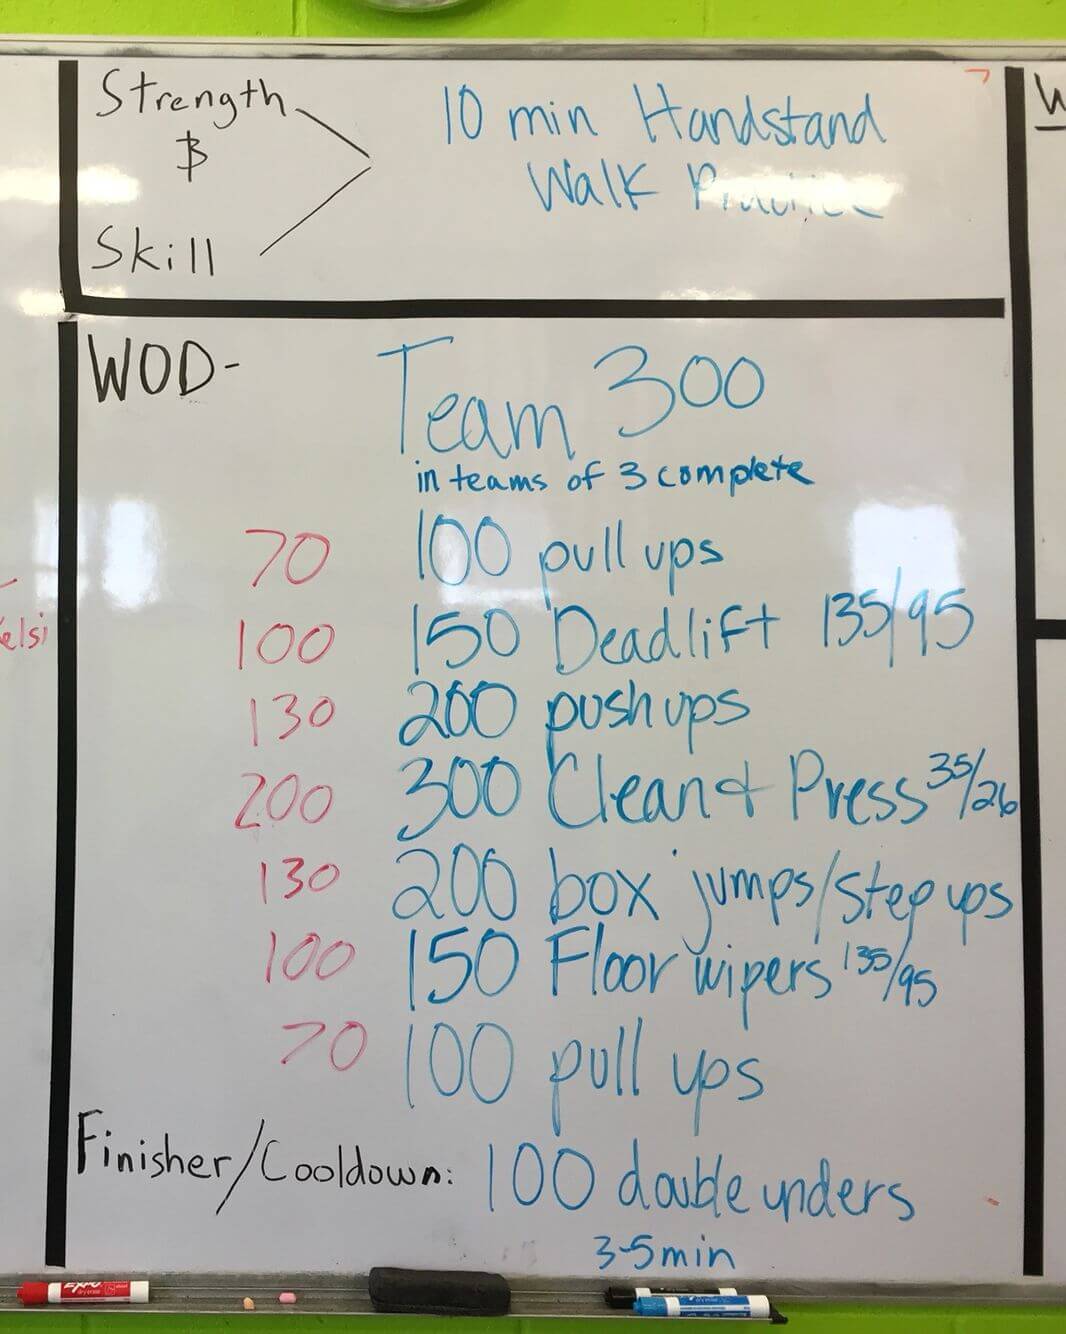 Strength
&
Skill
10 min Handstand
Walk Practice
WOD-
Team 300
in teams of 3 complete
70 100 pull ups
100 150 Deadlift 135/95
130 200 push ups
200 300 Clean & Press 35/26
130 200 box jumps/step ups
100 150 Floor wipers 135/95
70 100 pull ups
Finisher/Cooldown: 100 double unders
3-5 min
elsi
W
EXPO